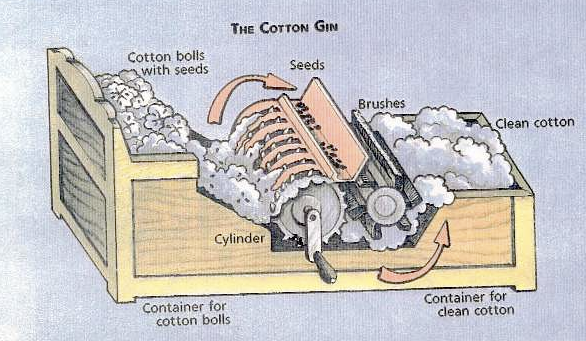 THE COTTON GIN
Cotton bolls
with seeds
Seeds
Brushes
Clean cotton
Cylinder
Container for
cotton bolls
Container for
clean cotton